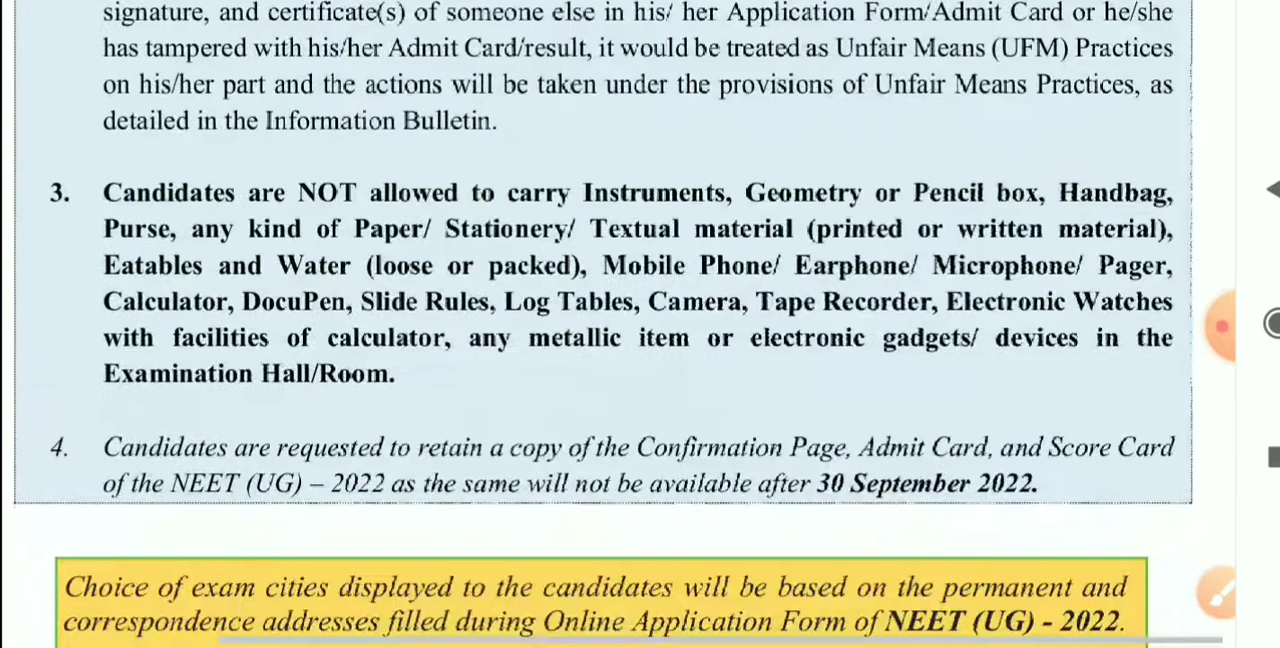 signature, and certificate(s) of someone else in his/ her Application Form/Admit Card or he/she
has tampered with his/her Admit Card/result, it would be treated as Unfair Means (UFM) Practices
on his/her part and the actions will be taken under the provisions of Unfair Means Practices, as
detailed in the Information Bulletin.
3. Candidates are NOT allowed to carry Instruments, Geometry or Pencil box, Handbag,
Purse, any kind of Paper/ Stationery/ Textual material (printed or written material),
Eatables and Water (loose or packed), Mobile Phone/ Earphone/ Microphone/ Pager,
Calculator, DocuPen, Slide Rules, Log Tables, Camera, Tape Recorder, Electronic Watches
with facilities of calculator, any metallic item or electronic gadgets/ devices in the
Examination Hall/Room.
4. Candidates are requested to retain a copy of the Confirmation Page, Admit Card, and Score Card
of the NEET (UG) – 2022 as the same will not be available after 30 September 2022.
Choice of exam cities displayed to the candidates will be based on the permanent and
correspondence addresses filled during Online Application Form of NEET (UG) - 2022.